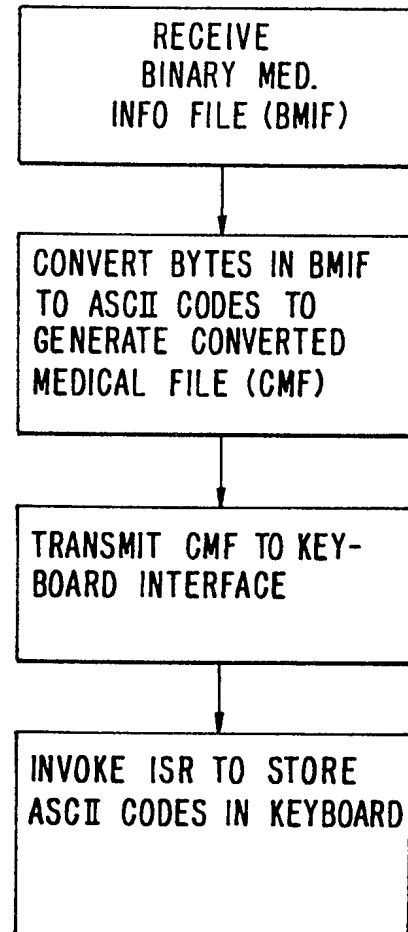 RECEIVE
BINARY MED.
INFO FILE (BMIF)
CONVERT BYTES IN BMIF
TO ASCII CODES TO
GENERATE CONVERTED
MEDICAL FILE (CMF)
TRANSMIT CMF TO KEY-
BOARD INTERFACE
INVOKE ISR TO STORE
ASCII CODES IN KEYBOARD